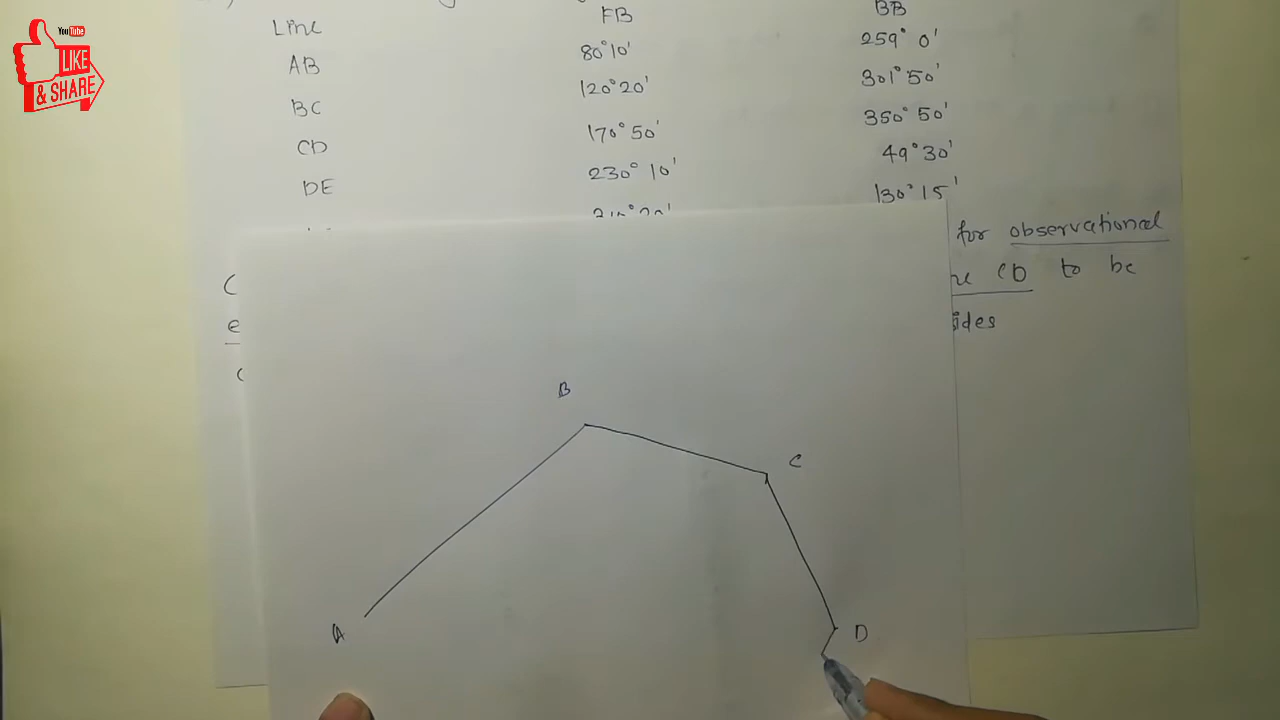 YouTube
LIKE
& SHARE
Line FB BB
AB 80°10' 259° 0'
BC 120°20' 301°50'
CD 170°50' 350°50'
DE 230° 10' 49°30'
130°15'
for observational
CD to be
B
C
A
D